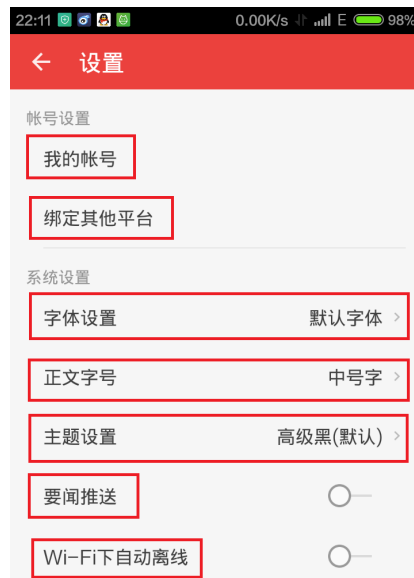 22:11 0.00K/s E 98%
设置
帐号设置
我的帐号
绑定其他平台
系统设置
字体设置 默认字体
正文字号 中号字
主题设置 高级黑(默认)
要闻推送
Wi-Fi下自动离线